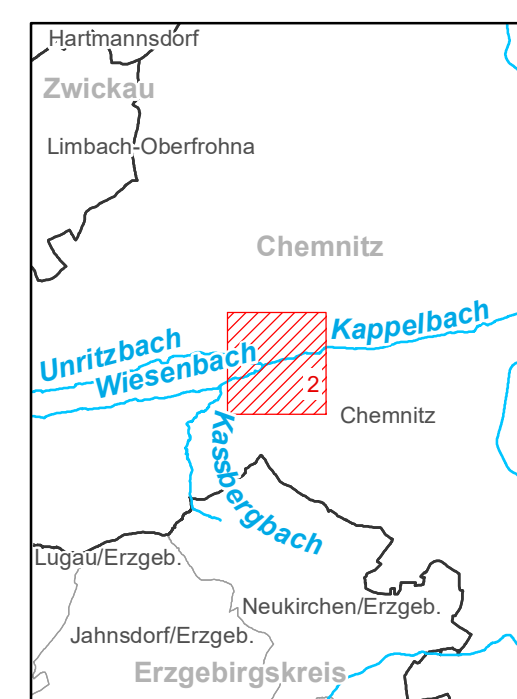 Hartmannsdorf
Zwickau
Limbach-Oberfrohna
Chemnitz
Kappelbach
Unritzbach
Wiesenbach
2
Chemnitz
Kassbergbach
Lugau/Erzgeb.
Neukirchen/Erzgeb.
Jahnsdorf/Erzgeb.
Erzgebirgskreis